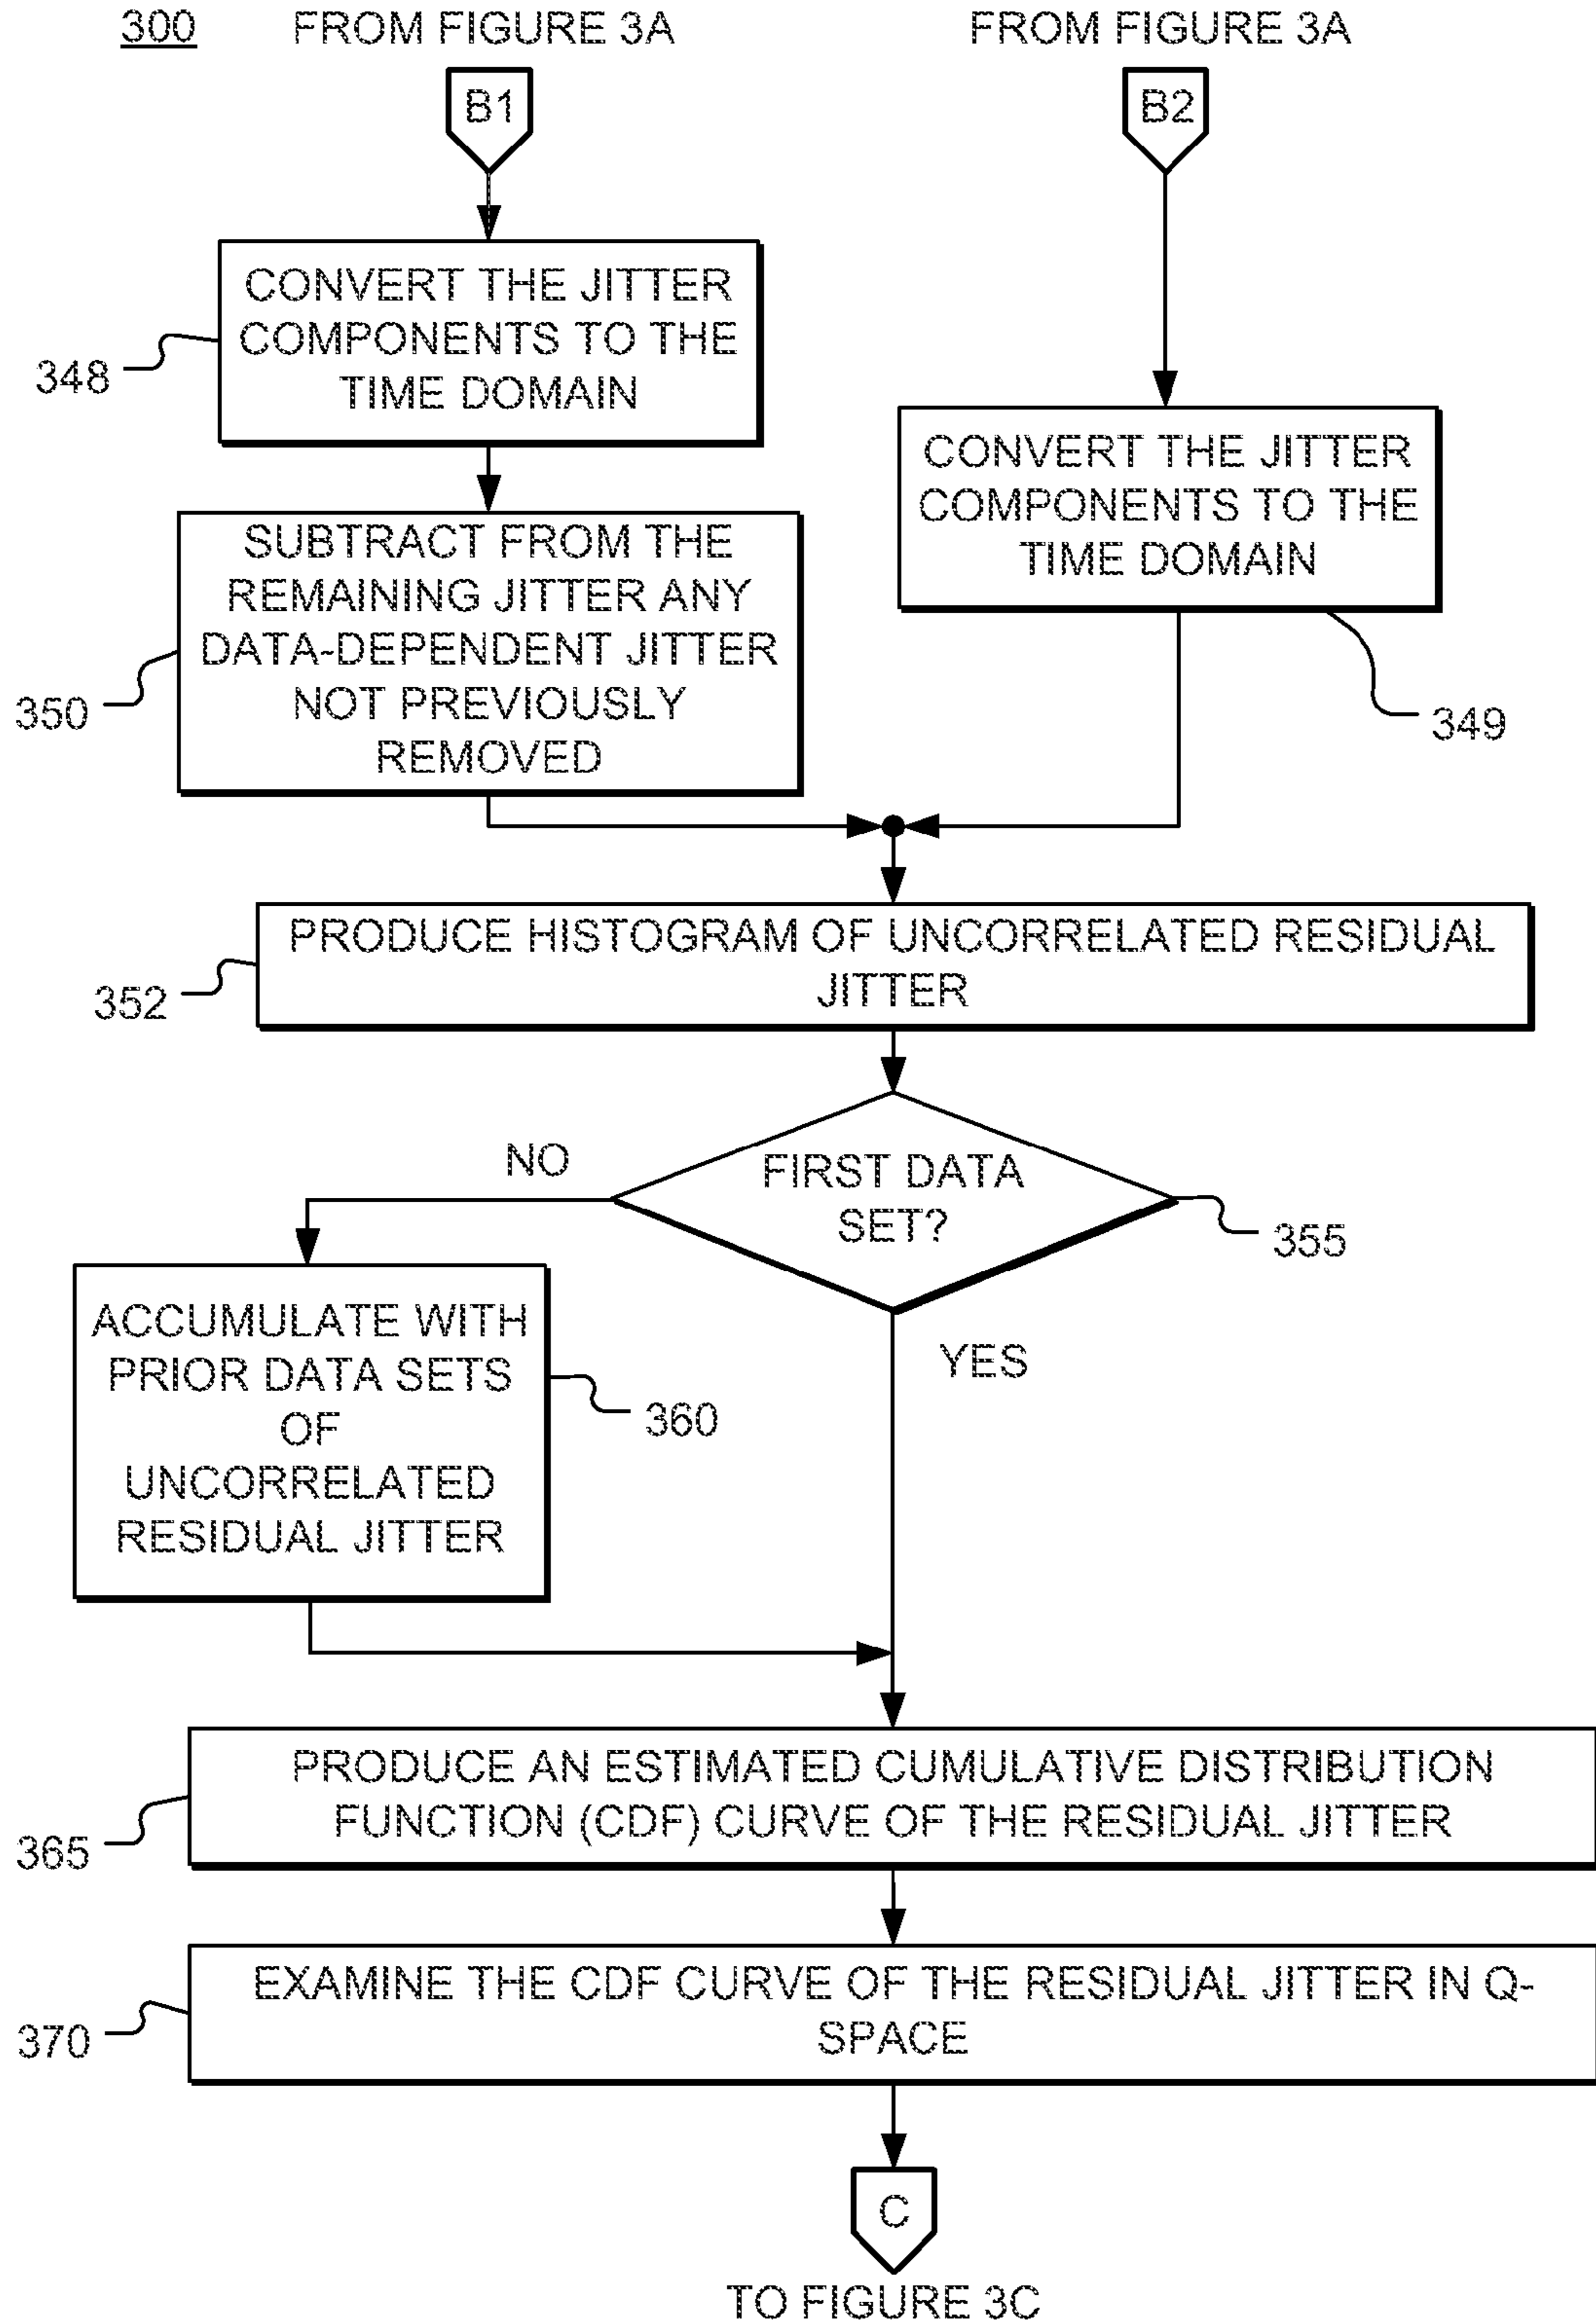 300
FROM FIGURE 3A
FROM FIGURE 3A
B1
B2
CONVERT THE JITTER
COMPONENTS TO THE
TIME DOMAIN
348
CONVERT THE JITTER
COMPONENTS TO THE
TIME DOMAIN
349
SUBTRACT FROM THE
REMAINING JITTER ANY
DATA-DEPENDENT JITTER
NOT PREVIOUSLY
REMOVED
350
PRODUCE HISTOGRAM OF UNCORRELATED RESIDUAL
JITTER
352
FIRST DATA
SET?
355
NO
YES
ACCUMULATE WITH
PRIOR DATA SETS
OF
UNCORRELATED
RESIDUAL JITTER
360
PRODUCE AN ESTIMATED CUMULATIVE DISTRIBUTION
FUNCTION (CDF) CURVE OF THE RESIDUAL JITTER
365
EXAMINE THE CDF CURVE OF THE RESIDUAL JITTER IN Q-
SPACE
370
C
TO FIGURE 3C